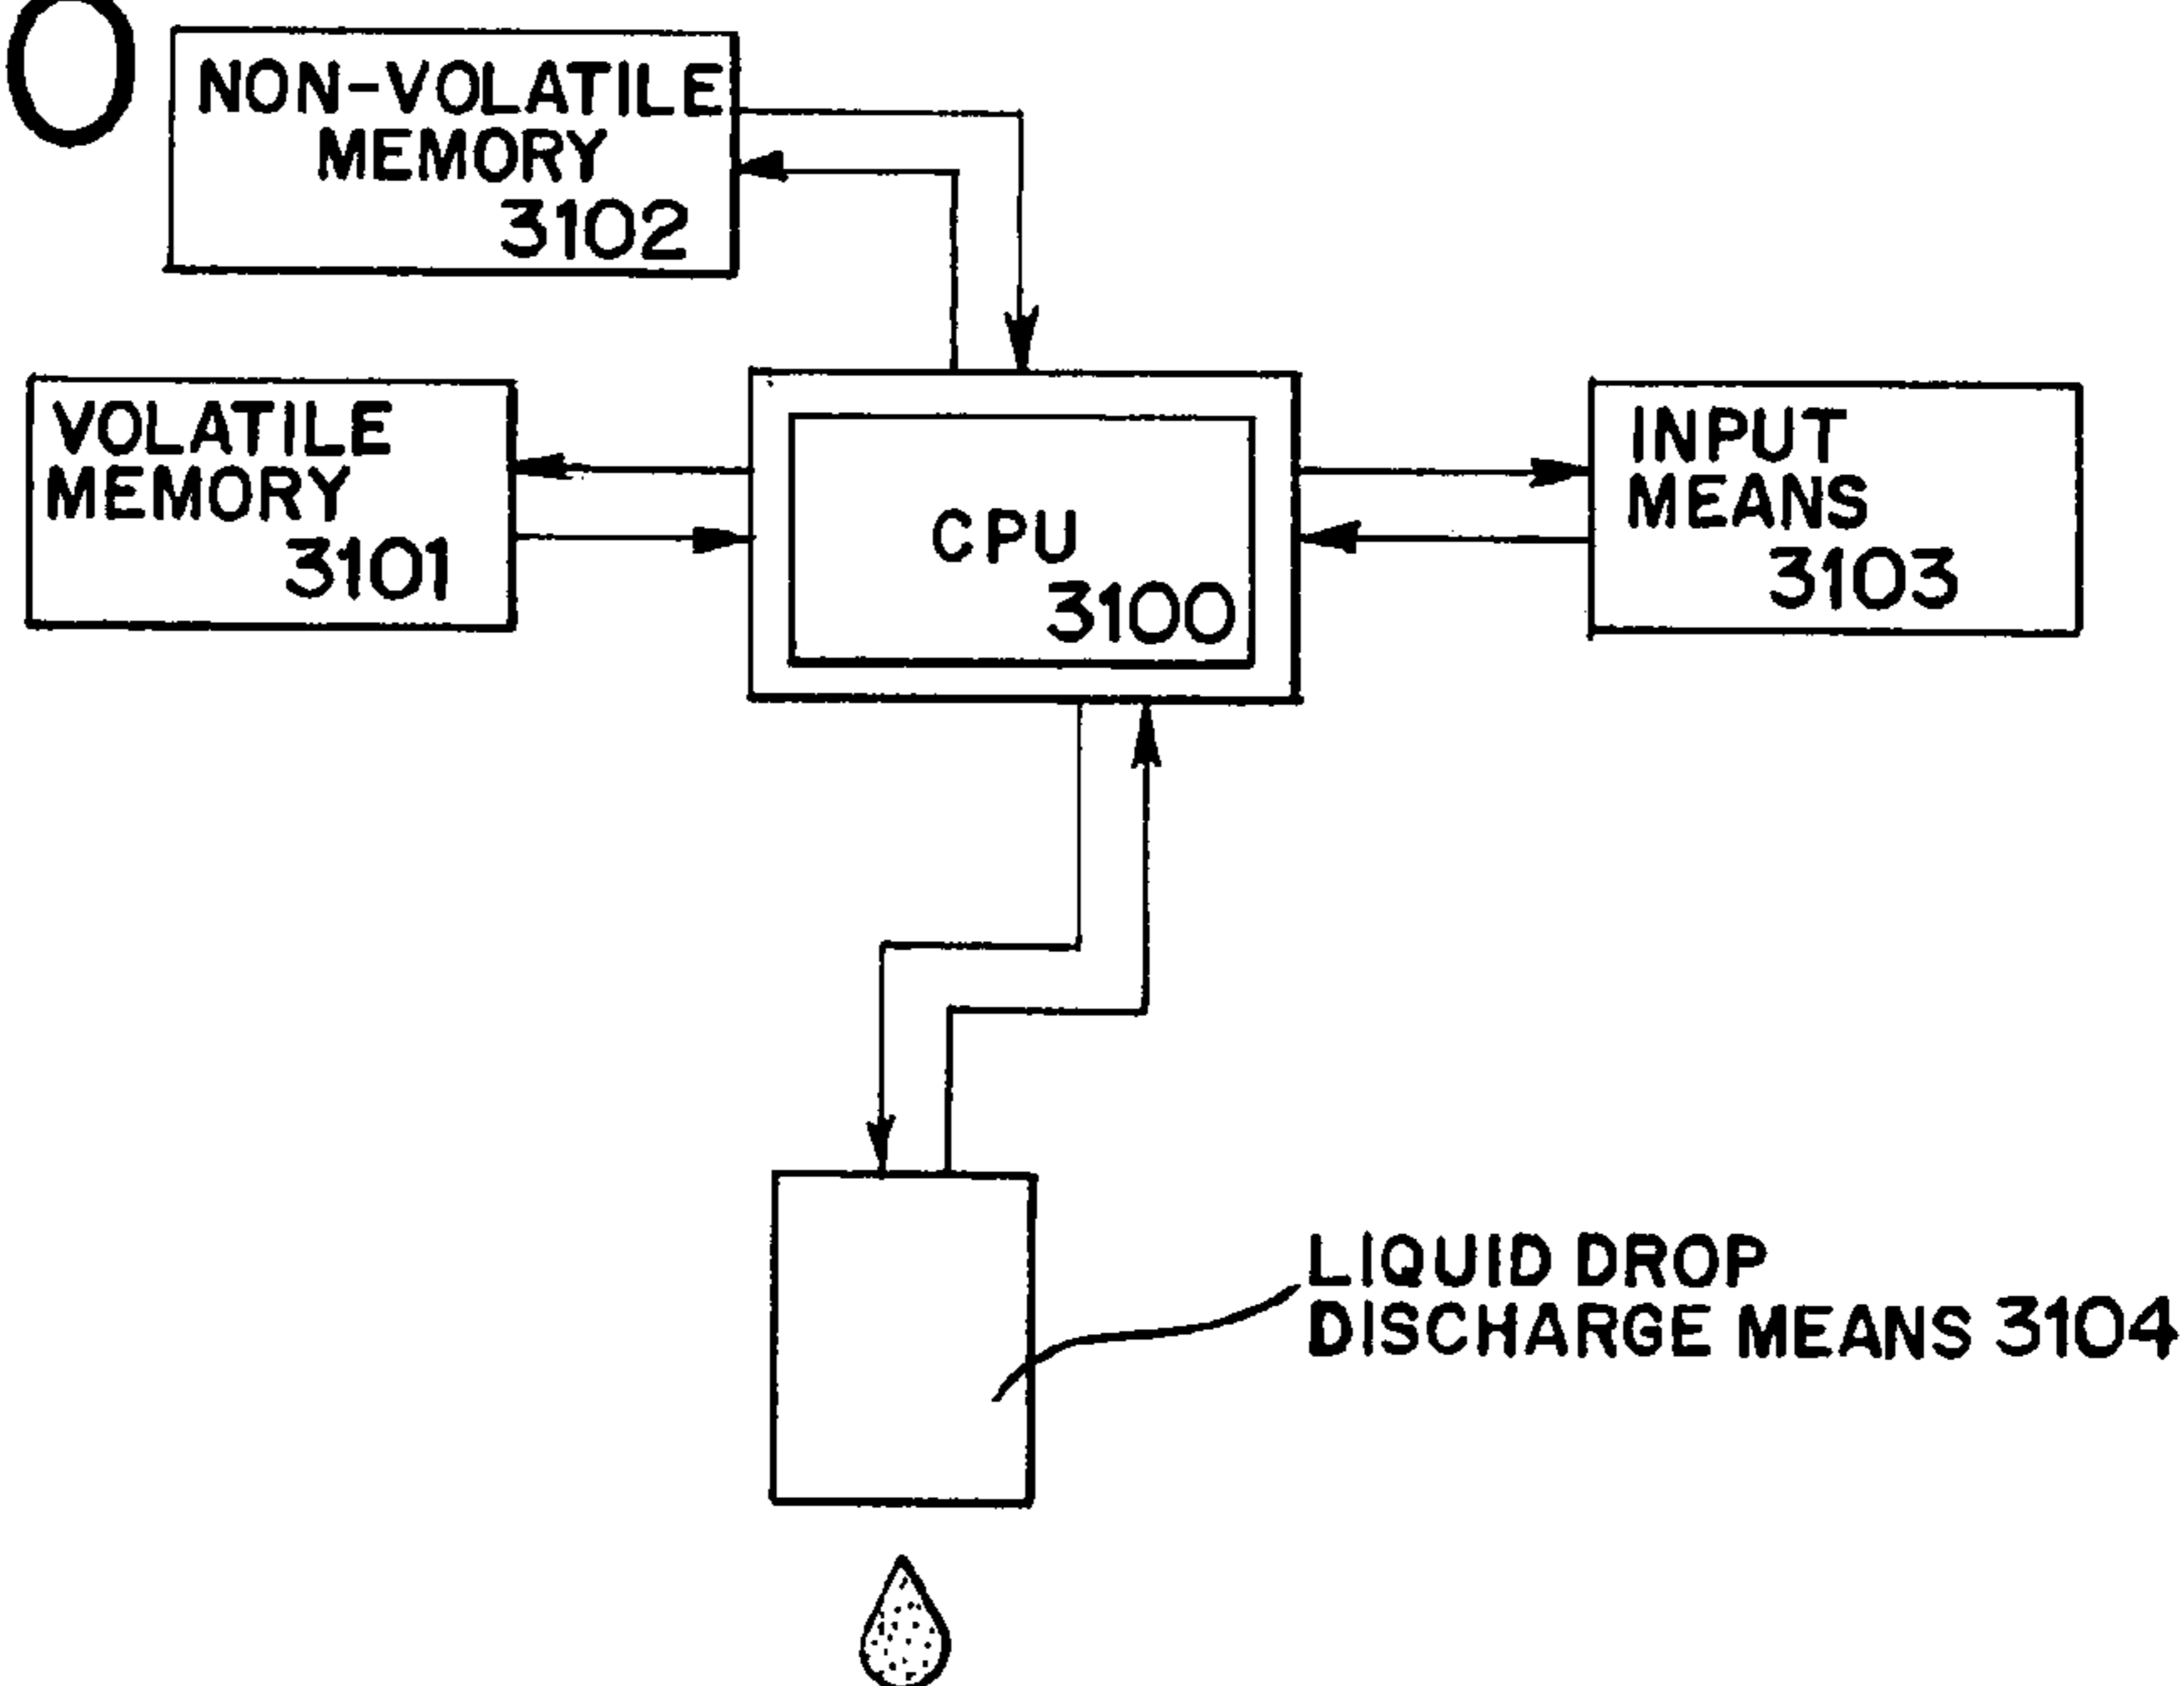 NON-VOLATILE
MEMORY
3102
VOLATILE
MEMORY
3101
CPU
3100
INPUT
MEANS
3103
LIQUID DROP
DISCHARGE MEANS 3104